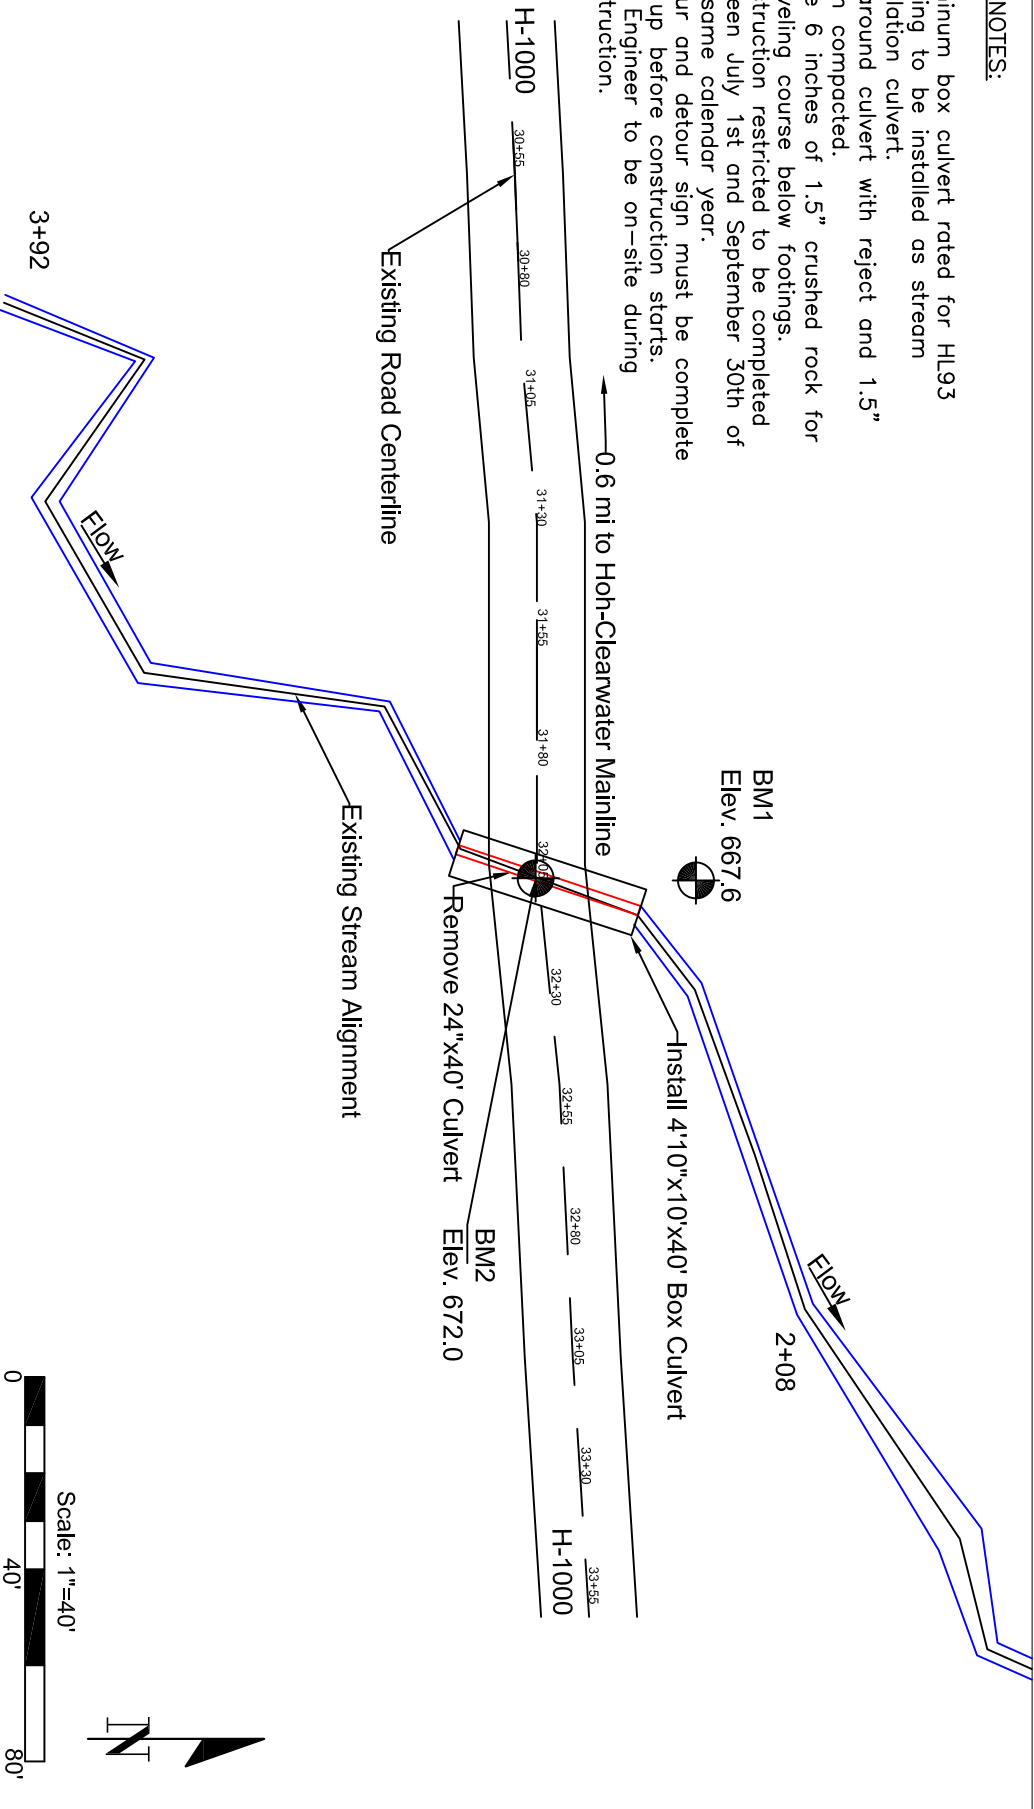 NOTES:
inum box culvert rated for HL93
ing to be installed as stream
lation culvert.
around culvert with reject and 1.5"
n compacted.
e 6 inches of 1.5" crushed rock for
veling course below footings.
struction restricted to be completed
een July 1st and September 30th of
same calendar year.
ur and detour sign must be complete
up before construction starts.
Engineer to be on-site during
truction.
BM1
Elev. 667.6
Flow
2+08
Install 4'10"x10'x40' Box Culvert
0.6 mi to Hoh-Clearwater Mainline
H-1000
30+55
30+80
31+05
31+30
31+55
31+80
32+05
32+30
32+55
32+80
33+05
33+30
33+55
H-1000
BM2
Elev. 672.0
Remove 24"x40' Culvert
Existing Road Centerline
Existing Stream Alignment
Flow
3+92
Scale: 1"=40'
0
40'
80'
N